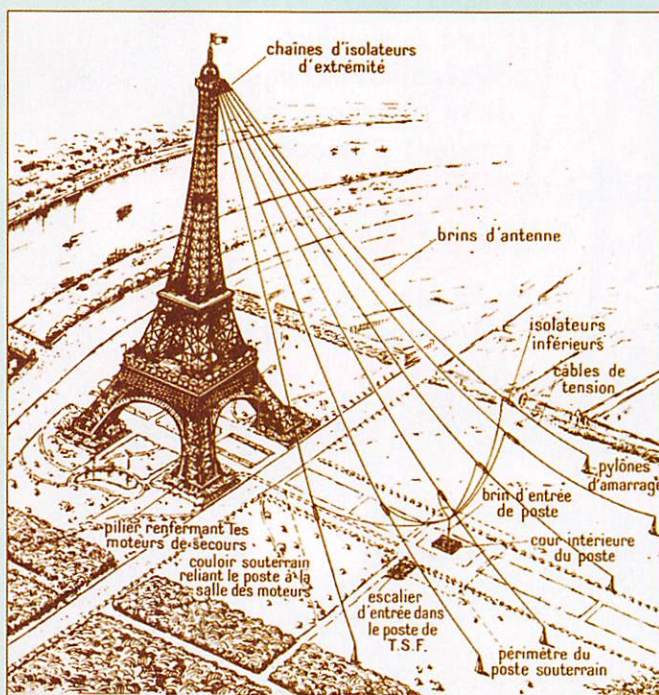 chaînes d'isolateurs
d'extrémité
brins d'antenne
isolateurs
inférieurs
câbles de
tension
pylônes
d'amarrage
brin d'entrée
de poste
pilier renfermant les
moteurs de secours
couloir souterrain
reliant le poste à la
salle des moteurs
cour intérieure
du poste
escalier
d'entrée dans
le poste de
T.S.F.
périmètre du
poste souterrain